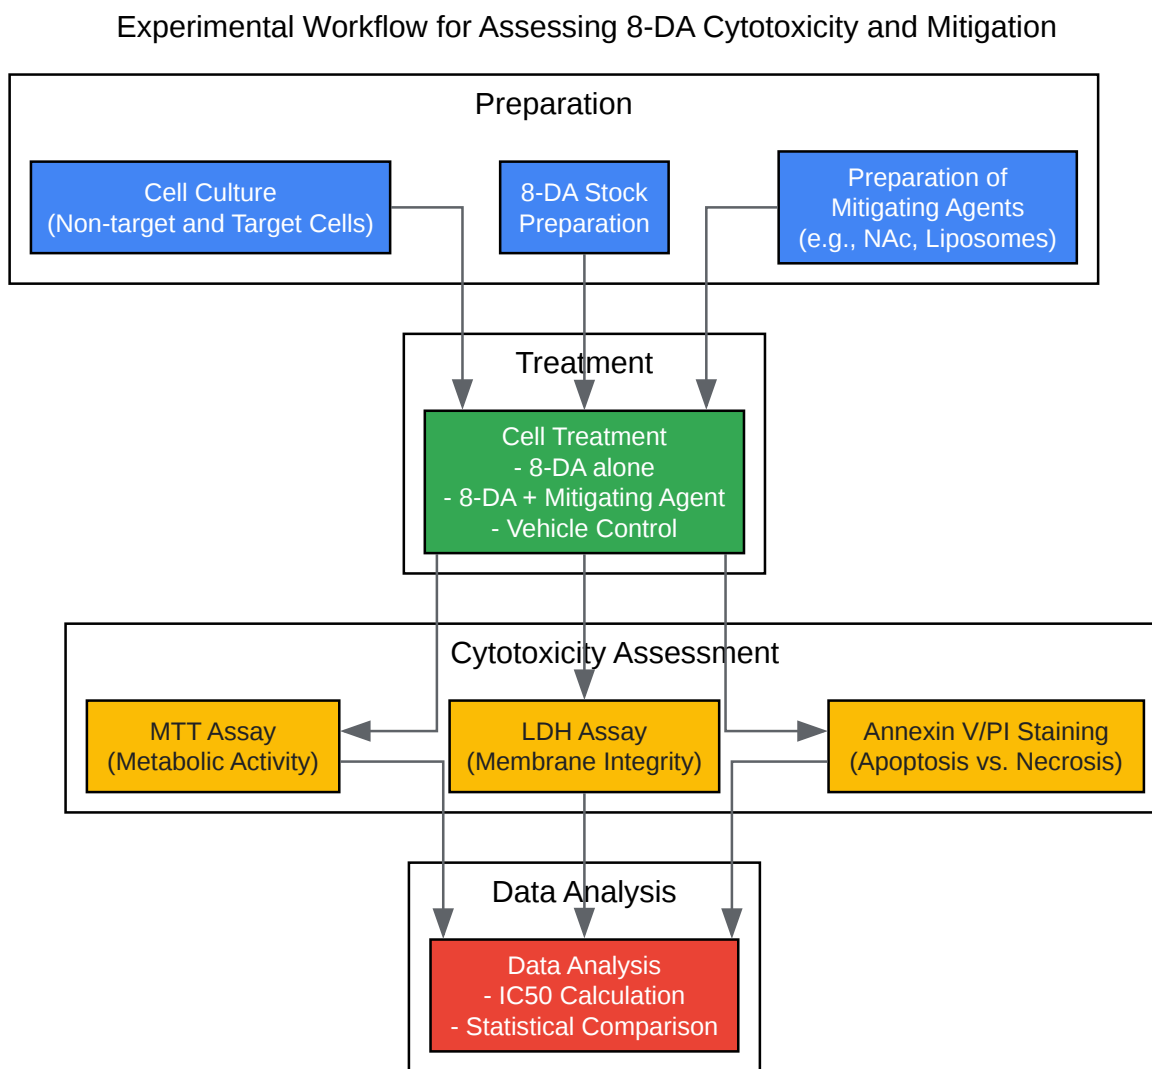 Experimental Workflow for Assessing 8-DA Cytotoxicity and Mitigation
Preparation
Cell Culture
(Non-target and Target Cells)
8-DA Stock
Preparation
Preparation of
Mitigating Agents
(e.g., NAc, Liposomes)
Treatment
Cell Treatment
- 8-DA alone
- 8-DA + Mitigating Agent
- Vehicle Control
Cytotoxicity Assessment
MTT Assay
(Metabolic Activity)
LDH Assay
(Membrane Integrity)
Annexin V/PI Staining
(Apoptosis vs. Necrosis)
Data Analysis
Data Analysis
- IC50 Calculation
- Statistical Comparison